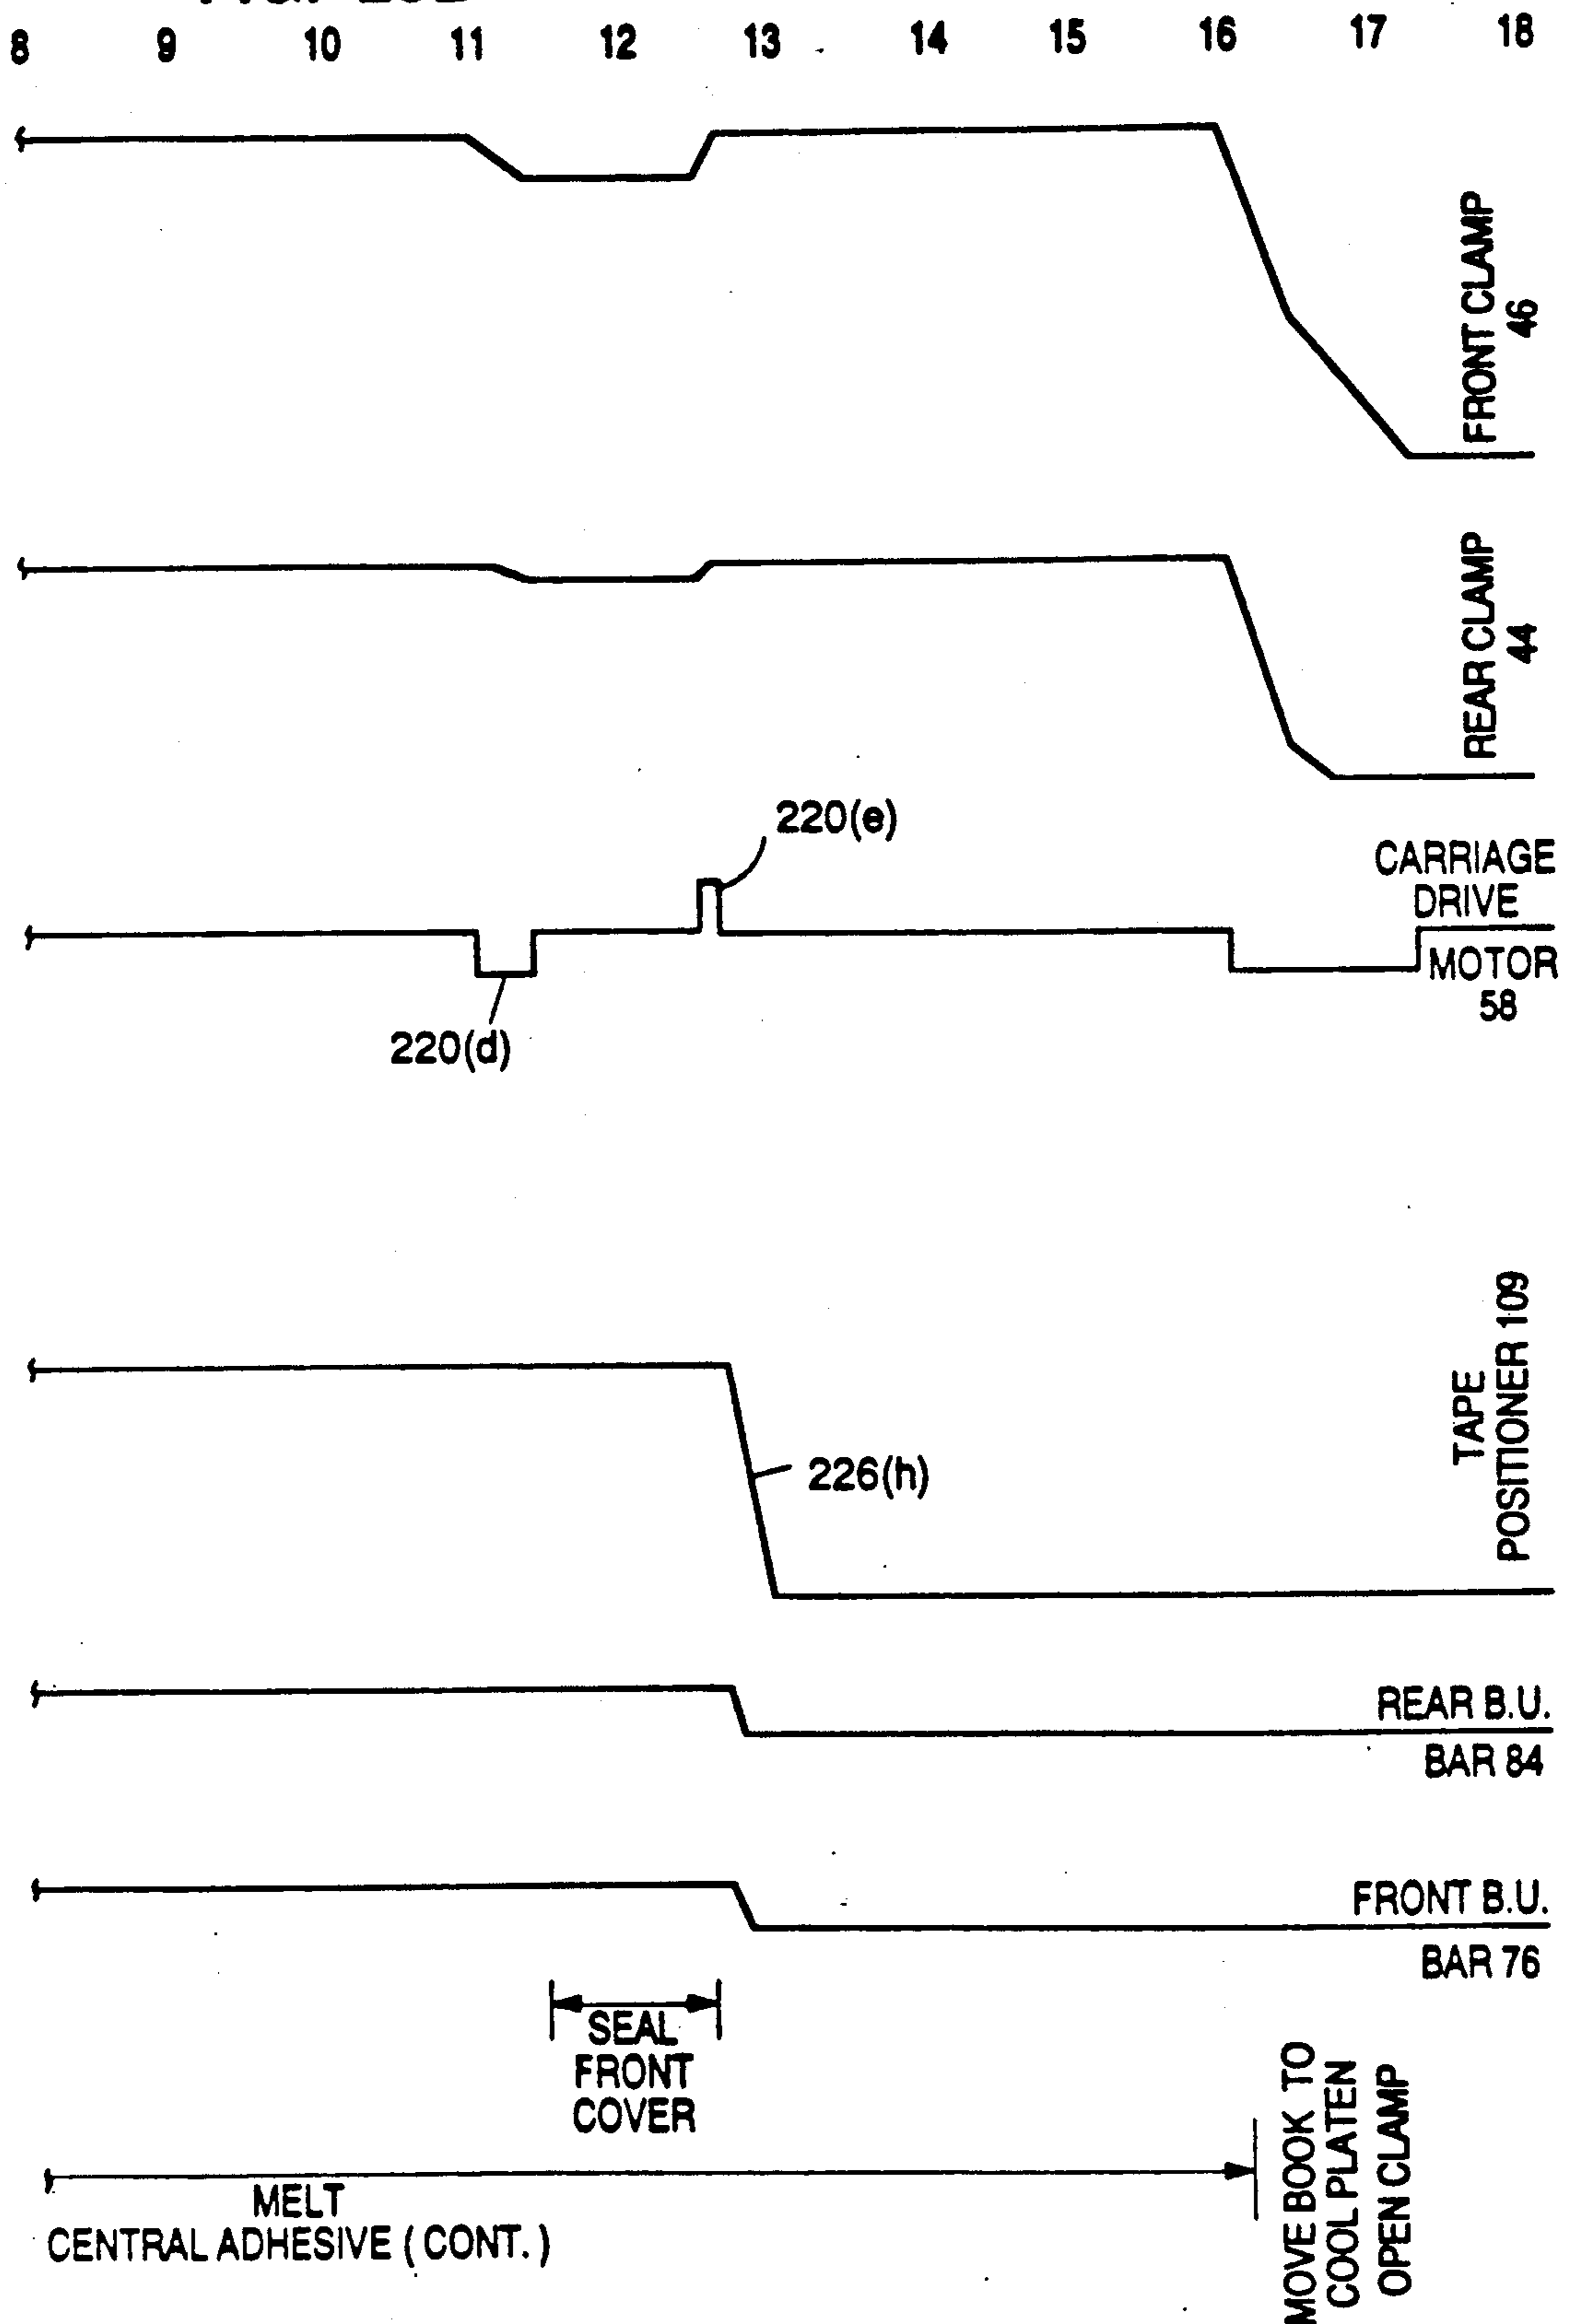 8 9 10 11 12 13 14 15 16 17 18
FRONT CLAMP
46
REAR CLAMP
44
220(e)
CARRIAGE
DRIVE
MOTOR
58
220(d)
TAPE
POSITIONER 109
226(h)
REAR B.U.
BAR 84
FRONT B.U.
BAR 76
SEAL
FRONT
COVER
MOVE BOOK TO
COOL PLATEN
OPEN CLAMP
MELT
CENTRAL ADHESIVE (CONT.)